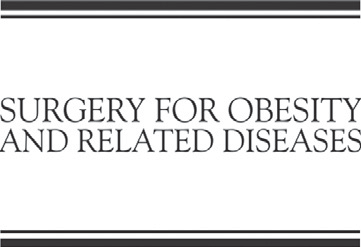 SURGERY FOR OBESITY
AND RELATED DISEASES